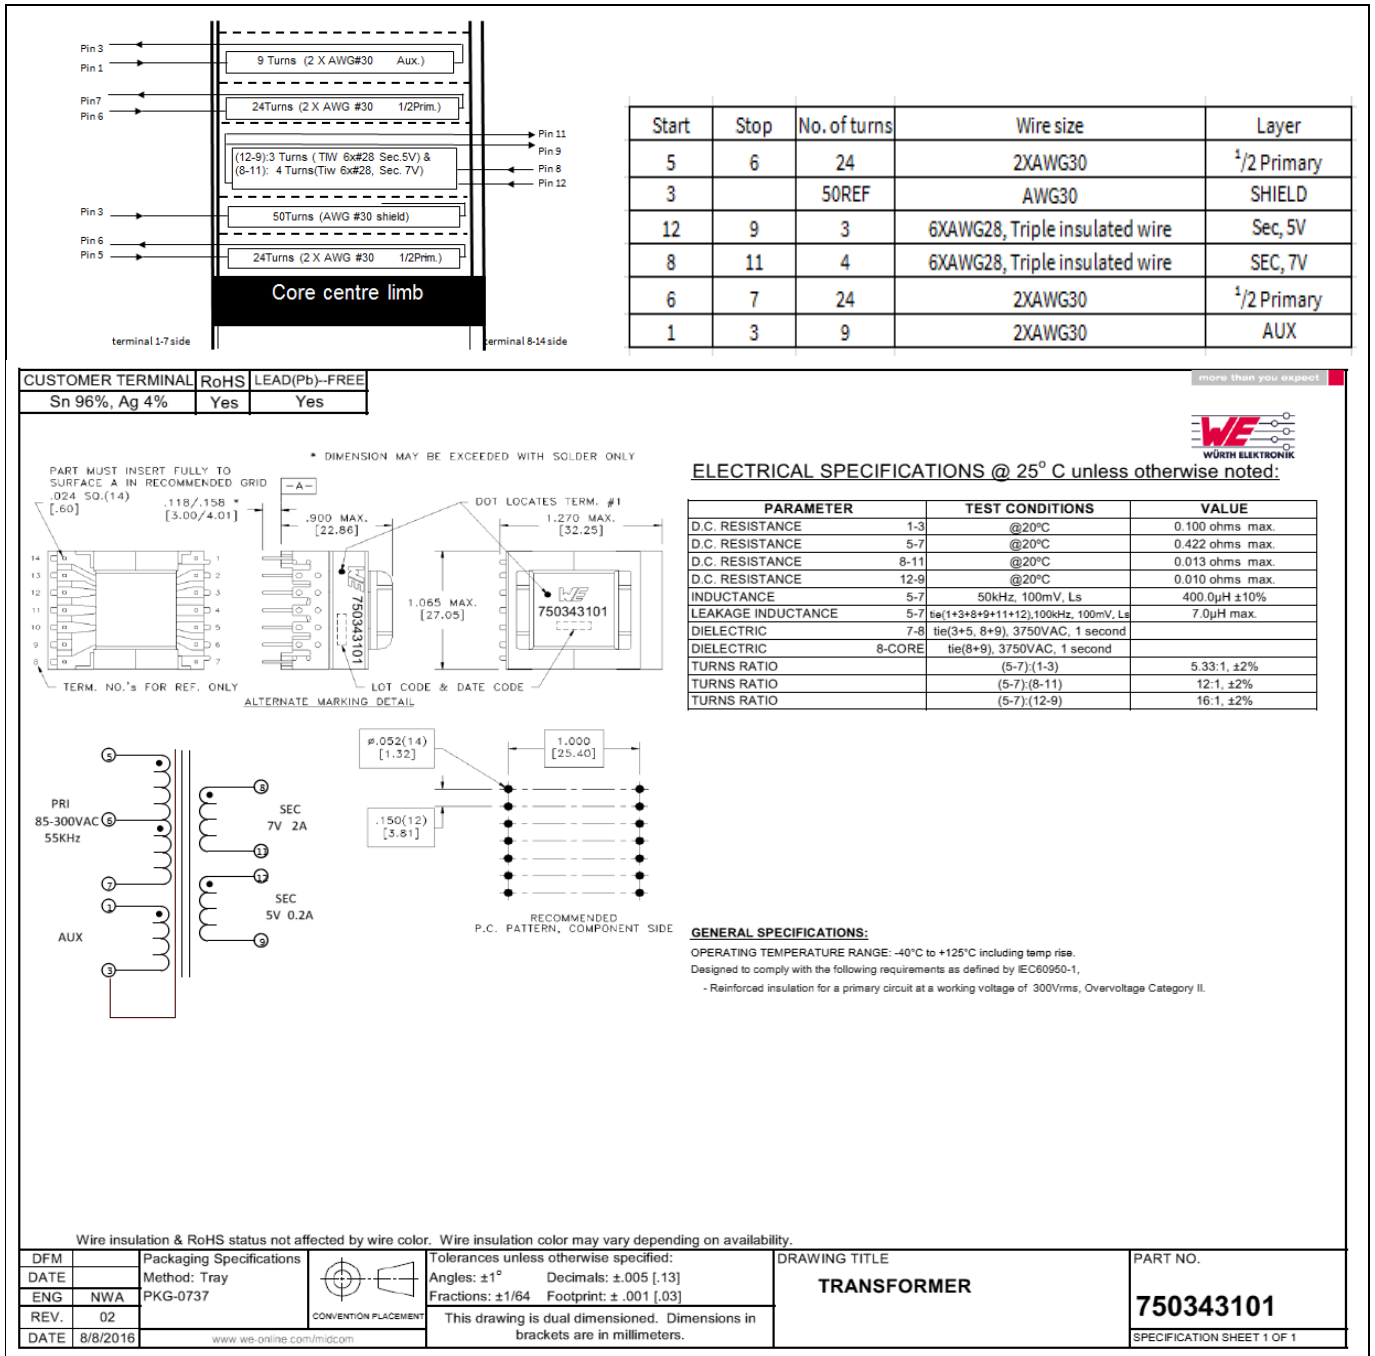 Pin 3
Pin 1
9 Turns (2 X AWG#30 Aux.)
Pin7
Pin 6
24Turns (2 X AWG #30 1/2Prim.)
Pin 11
Pin 9
Pin 8
Pin 12
(12-9):3 Turns ( TIW 6x#28 Sec.5V) &
(8-11): 4 Turns(Tiw 6x#28, Sec. 7V)
Pin 3
50Turns (AWG #30 shield)
Pin 6
Pin 5
24Turns (2 X AWG #30 1/2Prim.)
Core centre limb
terminal 1-7 side
terminal 8-14 side
Start Stop No. of turns Wire size Layer
5 6 24 2XAWG30 1/2 Primary
3 50REF AWG30 SHIELD
12 9 3 6XAWG28, Triple insulated wire Sec, 5V
8 11 4 6XAWG28, Triple insulated wire SEC, 7V
6 7 24 2XAWG30 1/2 Primary
1 3 9 2XAWG30 AUX
CUSTOMER TERMINAL RoHS LEAD(Pb)--FREE
Sn 96%, Ag 4% Yes Yes
more than you expect
WE
WÜRTH ELEKTRONIK
* DIMENSION MAY BE EXCEEDED WITH SOLDER ONLY
PART MUST INSERT FULLY TO
SURFACE A IN RECOMMENDED GRID
.024 SQ.(14)
[.60]
.118/.158 *
[3.00/4.01]
-A-
.900 MAX.
[22.86]
DOT LOCATES TERM. #1
1.270 MAX.
[32.25]
14
13
12
11
10
9
8
1
2
3
4
5
6
7
WE 750343101
1.065 MAX.
[27.05]
WE
750343101
TERM. NO.'s FOR REF. ONLY
LOT CODE & DATE CODE
ALTERNATE MARKING DETAIL
ELECTRICAL SPECIFICATIONS @ 25° C unless otherwise noted:
PARAMETER TEST CONDITIONS VALUE
D.C. RESISTANCE 1-3 @20ºC 0.100 ohms max.
D.C. RESISTANCE 5-7 @20ºC 0.422 ohms max.
D.C. RESISTANCE 8-11 @20ºC 0.013 ohms max.
D.C. RESISTANCE 12-9 @20ºC 0.010 ohms max.
INDUCTANCE 5-7 50kHz, 100mV, Ls 400.0µH ±10%
LEAKAGE INDUCTANCE 5-7 tie(1+3+8+9+11+12),100kHz, 100mV, Ls 7.0µH max.
DIELECTRIC 7-8 tie(3+5, 8+9), 3750VAC, 1 second
DIELECTRIC 8-CORE tie(8+9), 3750VAC, 1 second
TURNS RATIO (5-7):(1-3) 5.33:1, ±2%
TURNS RATIO (5-7):(8-11) 12:1, ±2%
TURNS RATIO (5-7):(12-9) 16:1, ±2%
5
PRI
85-300VAC
55KHz
6
7
1
AUX
3
8
SEC
7V 2A
11
12
SEC
5V 0.2A
9
ø.052(14)
[1.32]
1.000
[25.40]
.150(12)
[3.81]
RECOMMENDED
P.C. PATTERN, COMPONENT SIDE
GENERAL SPECIFICATIONS:
OPERATING TEMPERATURE RANGE: -40°C to +125°C including temp rise.
Designed to comply with the following requirements as defined by IEC60950-1,
- Reinforced insulation for a primary circuit at a working voltage of 300Vrms, Overvoltage Category II.
Wire insulation & RoHS status not affected by wire color. Wire insulation color may vary depending on availability.
DFM
DATE
ENG NWA
REV. 02
DATE 8/8/2016
Packaging Specifications
Method: Tray
PKG-0737
www.we-online.com/midcom
CONVENTION PLACEMENT
Tolerances unless otherwise specified:
Angles: ±1° Decimals: ±.005 [.13]
Fractions: ±1/64 Footprint: ± .001 [.03]
This drawing is dual dimensioned. Dimensions in
brackets are in millimeters.
DRAWING TITLE
TRANSFORMER
PART NO.
750343101
SPECIFICATION SHEET 1 OF 1